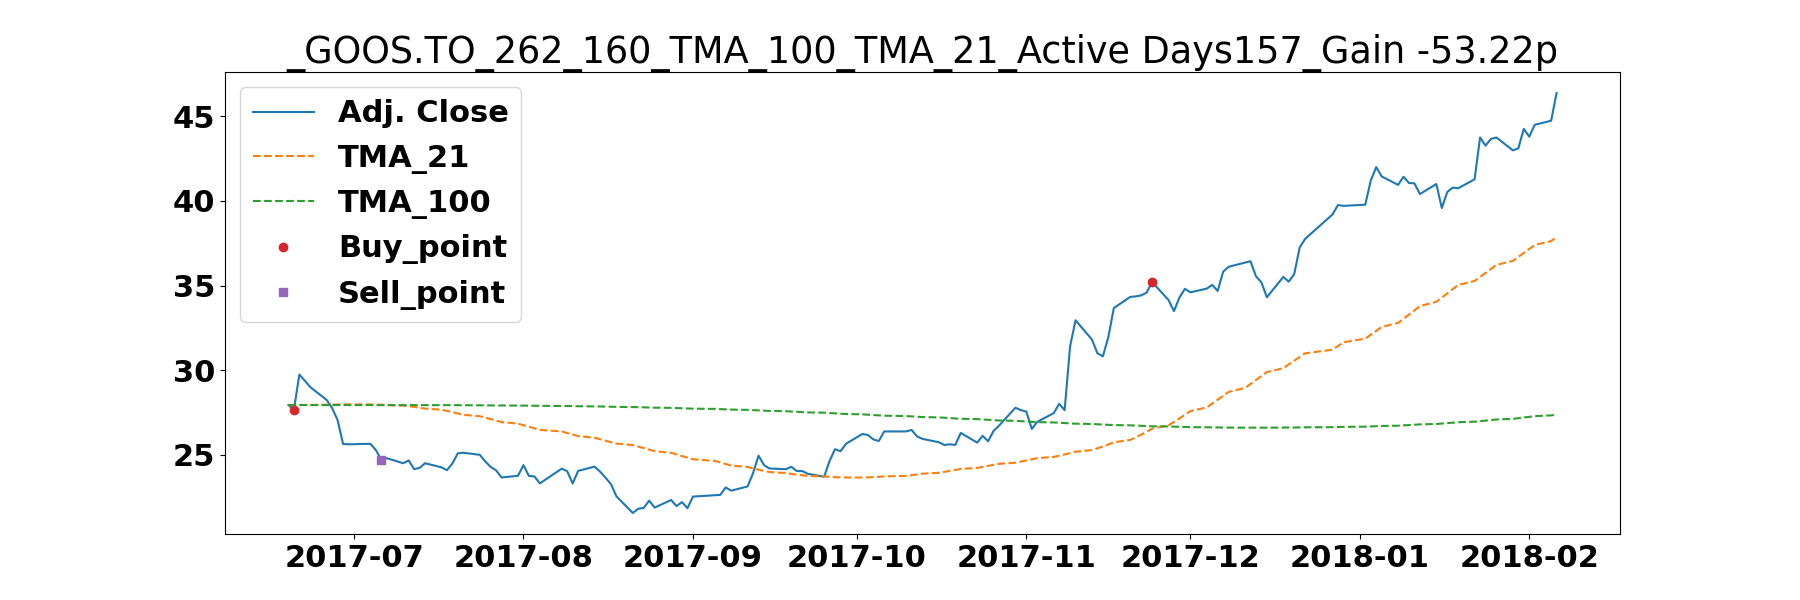 _GOOS.TO_262_160_TMA_100_TMA_21_Active Days157_Gain -53.22p
Adj. Close
TMA_21
TMA_100
Buy_point
Sell_point
45
40
35
30
25
2017-07 2017-08 2017-09 2017-10 2017-11 2017-12 2018-01 2018-02